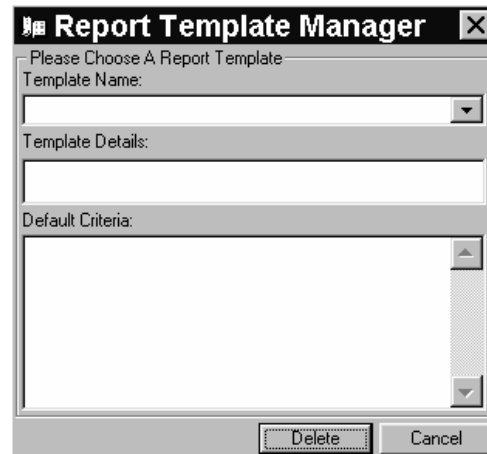 Report Template Manager
Please Choose A Report Template
Template Name:
Template Details:
Default Criteria:
Delete Cancel